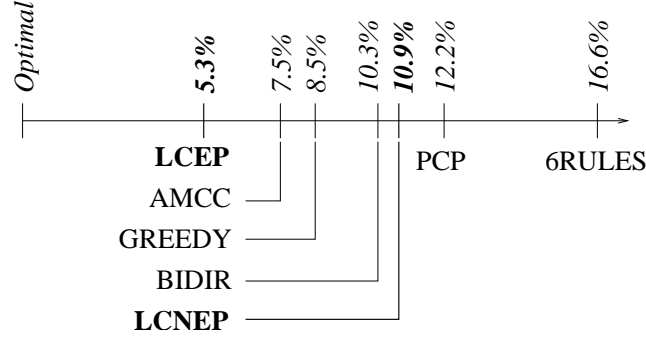 Optimal 5.3% 7.5% 8.5% 10.3% 10.9% 12.2% 16.6%
LCEP PCP 6RULES
AMCC
GREEDY
BIDIR
LCNEP